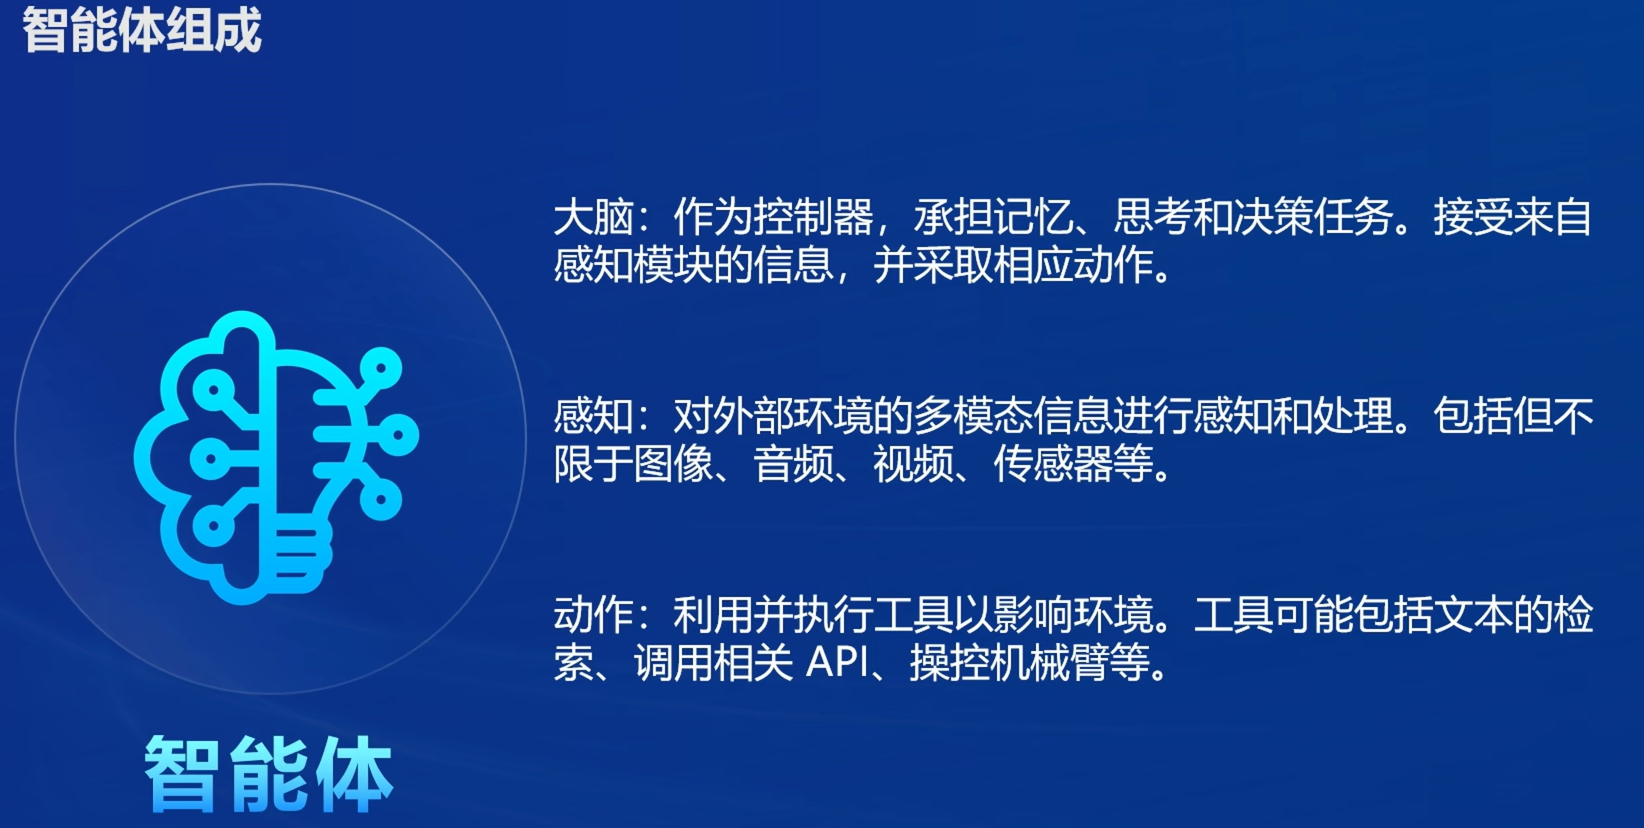 智能体组成
大脑：作为控制器，承担记忆、思考和决策任务。接受来自
感知模块的信息，并采取相应动作。
感知：对外部环境的多模态信息进行感知和处理。包括但不
限于图像、音频、视频、传感器等。
动作：利用并执行工具以影响环境。工具可能包括文本的检
索、调用相关 API、操控机械臂等。
智能体